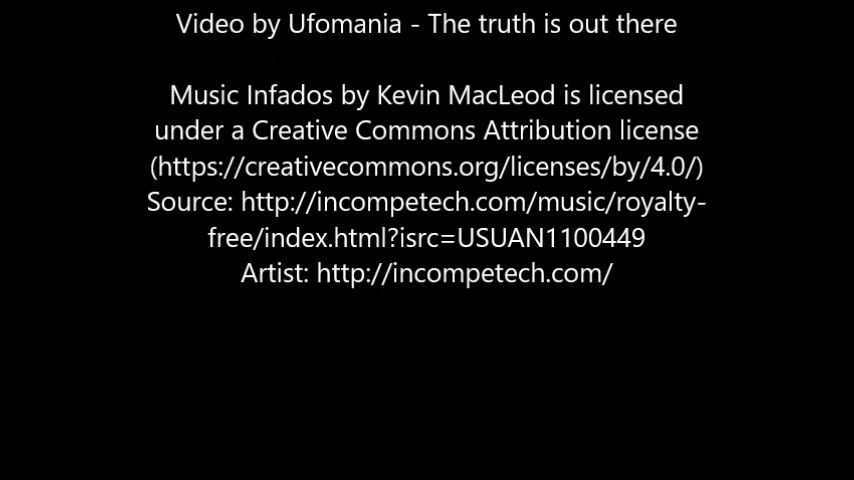 Video by Ufomania - The truth is out there
Music Infados by Kevin MacLeod is licensed
under a Creative Commons Attribution license
(https://creativecommons.org/licenses/by/4.0/)
Source: http://incompetech.com/music/royalty-
free/index.html?isrc=USUAN1100449
Artist: http://incompetech.com/